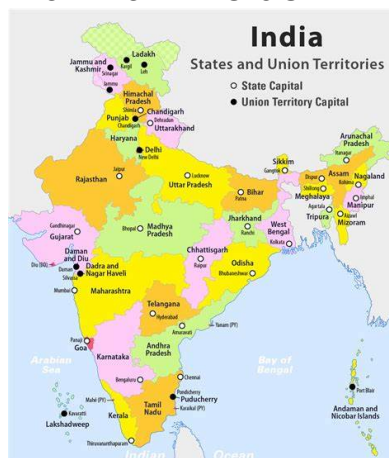 India
States and Union Territories
State Capital
Union Territory Capital
Ladakh
Kargil
Leh
Jammu and
Kashmir
Srinagar
Jammu
Himachal
Pradesh
Shimla
Punjab
Chandigarh
Chandigarh
Dehradun
Uttarakhand
Haryana
Delhi
New Delhi
Rajasthan
Jaipur
Lucknow
Uttar Pradesh
Bihar
Patna
Sikkim
Gangtok
Arunachal
Pradesh
Itanagar
Dispur
Assam
Nagaland
Kohima
Shillong
Meghalaya
Imphal
Manipur
Agartala
Tripura
Aizawl
Mizoram
Gandhinagar
Gujarat
Bhopal
Madhya
Pradesh
Jharkhand
Ranchi
West
Bengal
Kolkata
Chhattisgarh
Raipur
Odisha
Bhubaneshwar
Daman
and Diu
Diu (DD)
Daman
Silvassa
Dadra and
Nagar Haveli
Mumbai
Maharashtra
Telangana
Hyderabad
Yanam (PY)
Amaravati
Andhra
Pradesh
Panaji
Goa
Karnataka
Arabian
Sea
Bay of
Bengal
Bengaluru
Chennai
Mahé (PY)
Puducherry
Puducherry
Karaikal (PY)
Tamil
Nadu
Kerala
Thiruvananthapuram
Kavaratti
Lakshadweep
Port Blair
Andaman and
Nicobar Islands
Indian Ocean